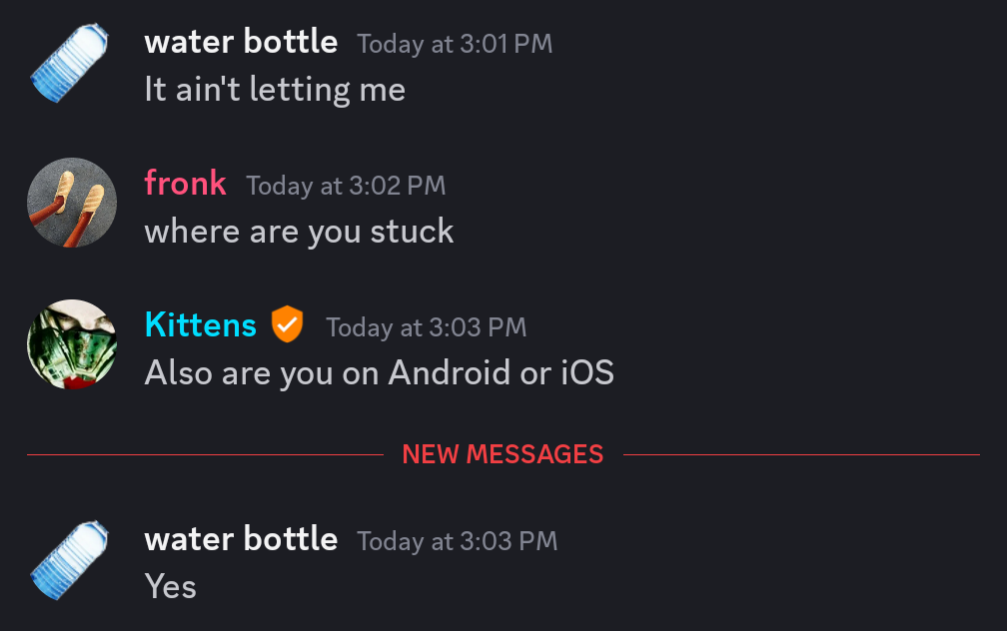 water bottle Today at 3:01 PM
It ain't letting me
fronk Today at 3:02 PM
where are you stuck
Kittens Today at 3:03 PM
Also are you on Android or iOS
NEW MESSAGES
water bottle Today at 3:03 PM
Yes